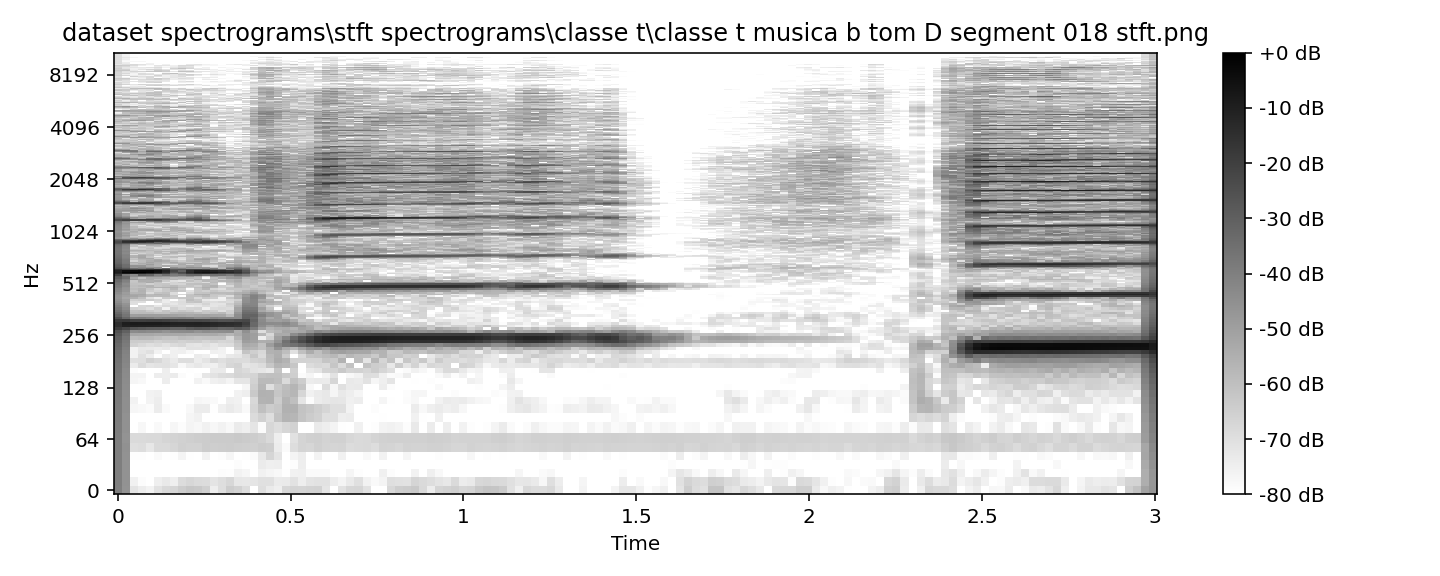 dataset spectrograms\stft spectrograms\classe t\classe t musica b tom D segment 018 stft.png
8192
4096
2048
1024
512
256
128
64
0
Hz
0
0.5
1
1.5
2
2.5
3
Time
+0 dB
-10 dB
-20 dB
-30 dB
-40 dB
-50 dB
-60 dB
-70 dB
-80 dB